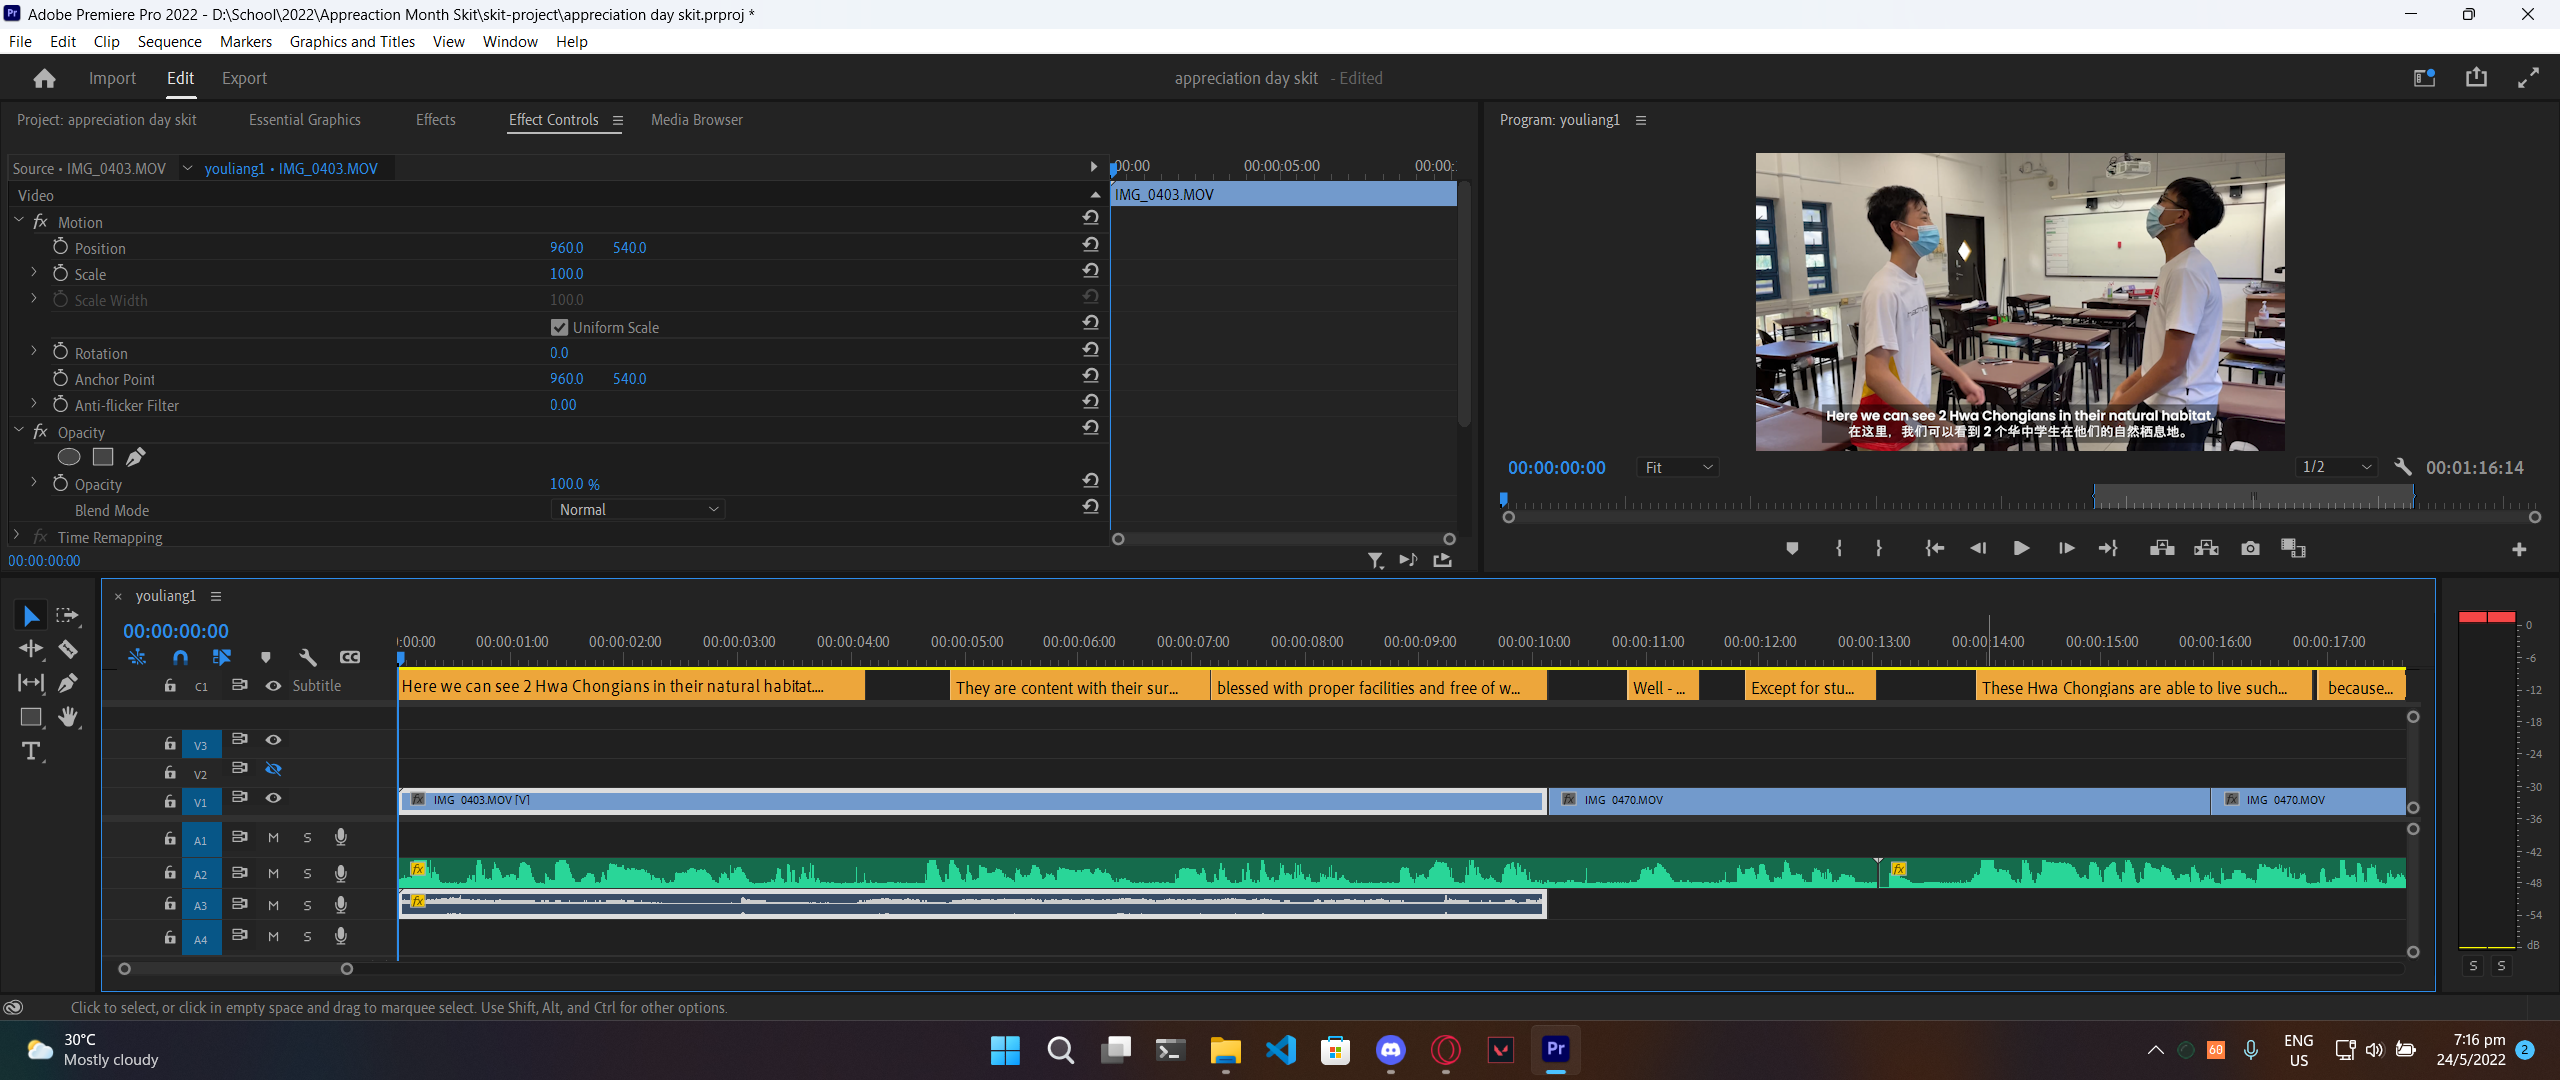 Adobe Premiere Pro 2022 - D:\School\2022\Appreaction Month Skit\skit-project\appreciation day skit.prproj *
File Edit Clip Sequence Markers Graphics and Titles View Window Help
Import Edit Export
appreciation day skit - Edited
Project: appreciation day skit Essential Graphics Effects Effect Controls Media Browser
Program: youliang1
Source • IMG_0403.MOV youliang1 • IMG_0403.MOV
:00:00 00:00:05:00 00:00:
Video
IMG_0403.MOV
fx Motion
Position 960.0 540.0
Scale 100.0
Scale Width 100.0
Uniform Scale
Rotation 0.0
Anchor Point 960.0 540.0
Anti-flicker Filter 0.00
fx Opacity
Opacity 100.0 %
Blend Mode Normal
fx Time Remapping
00:00:00:00
Here we can see 2 Hwa Chongians in their natural habitat.
在这里，我们可以看到 2 个华中学生在他们的自然栖息地。
00:00:00:00 Fit 1/2 00:01:16:14
youliang1
00:00:00:00
:00:00 00:00:01:00 00:00:02:00 00:00:03:00 00:00:04:00 00:00:05:00 00:00:06:00 00:00:07:00 00:00:08:00 00:00:09:00 00:00:10:00 00:00:11:00 00:00:12:00 00:00:13:00 00:00:14:00 00:00:15:00 00:00:16:00 00:00:17:00
CC
C1 Subtitle Here we can see 2 Hwa Chongians in their natural habitat.... They are content with their sur... blessed with proper facilities and free of w... Well - ... Except for stu... These Hwa Chongians are able to live such... because...
V3
V2
V1 fx IMG_0403.MOV [V] fx IMG_0470.MOV fx IMG_0470.MOV
A1 M S
A2 M S fx fx
A3 M S fx
A4 M S
0
-6
-12
-18
-24
-30
-36
-42
-48
-54
dB
S S
Click to select, or click in empty space and drag to marquee select. Use Shift, Alt, and Ctrl for other options.
30°C
Mostly cloudy
Pr
60
ENG
US
7:16 pm
24/5/2022
2